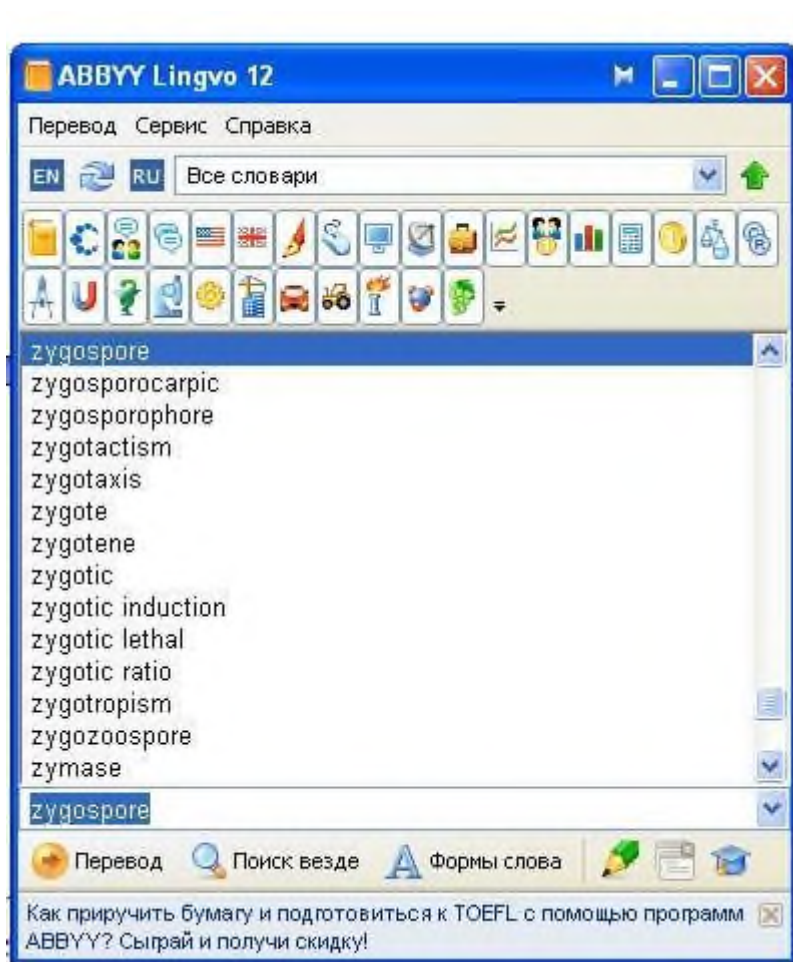 ABBYY Lingvo 12
Перевод Сервис Справка
EN RU Все словари
zygospore
zygosporocarpic
zygosporophore
zygotactism
zygotaxis
zygote
zygotene
zygotic
zygotic induction
zygotic lethal
zygotic ratio
zygotropism
zygozoospore
zymase
zygospore
Перевод Поиск везде Формы слова
Как приручить бумагу и подготовиться к TOEFL с помощью программ
ABBYY? Сыграй и получи скидку!